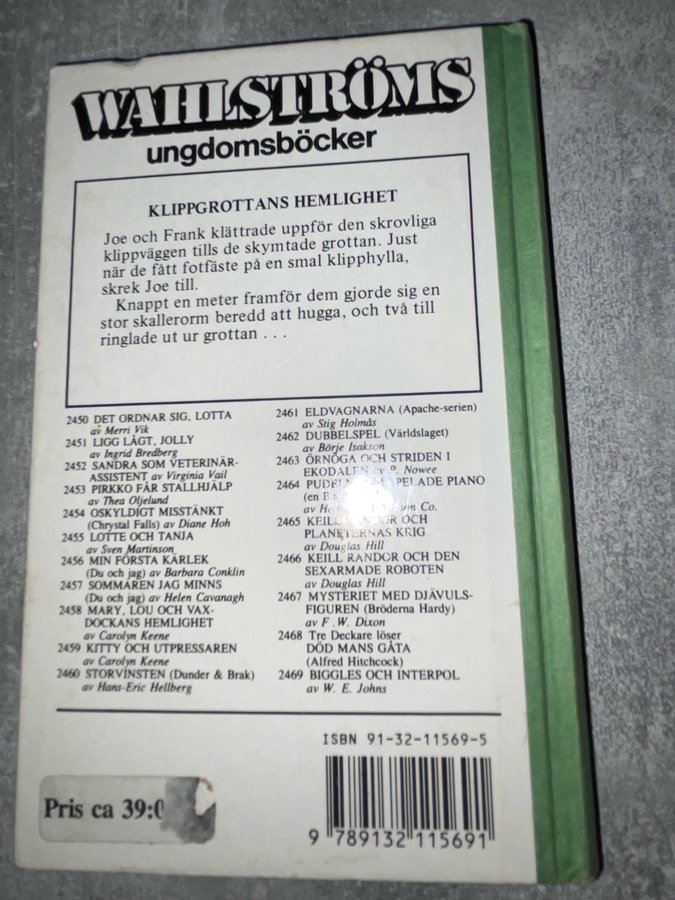 WAHLSTRÖMS
ungdomsböcker
KLIPPGROTTANS HEMLIGHET
Joe och Frank klättrade uppför den skrovliga
klippväggen tills de skymtade grottan. Just
när de fått fotfäste på en smal klipphylla,
skrek Joe till.
Knappt en meter framför dem gjorde sig en
stor skallerorm beredd att hugga, och två till
ringlade ut ur grottan . . .
2450 DET ORDNAR SIG, LOTTA
av Merri Vik
2451 LIGG LÅGT, JOLLY
av Ingrid Bredberg
2452 SANDRA SOM VETERINÄR-
ASSISTENT av Virginia Vail
2453 PIRKKO FÅR STALLHJÄLP
av Thea Oljelund
2454 OSKYLDIGT MISSTÄNKT
(Chrystal Falls) av Diane Hoh
2455 LOTTE OCH TANJA
av Sven Martinson
2456 MIN FÖRSTA KÄRLEK
(Du och jag) av Barbara Conklin
2457 SOMMAREN JAG MINNS
(Du och jag) av Helen Cavanagh
2458 MARY, LOU OCH VAX-
DOCKANS HEMLIGHET
av Carolyn Keene
2459 KITTY OCH UTPRESSAREN
av Carolyn Keene
2460 STORVINSTEN (Dunder & Brak)
av Hans-Eric Hellberg
2461 ELDVAGNARNA (Apache-serien)
av Stig Holmås
2462 DUBBELSPEL (Världslaget)
av Börje Isakson
2463 ÖRNÖGA OCH STRIDEN I
EKODALEN av P. Nowee
2464 SPELADE PIANO
(en
av Co.
2465 KEILL RANDOR OCH
PLANETERNAS KRIG
av Douglas Hill
2466 KEILL RANDOR OCH DEN
SEXARMADE ROBOTEN
av Douglas Hill
2467 MYSTERIET MED DJÄVULS-
FIGUREN (Bröderna Hardy)
av F.W. Dixon
2468 Tre Deckare löser
DÖD MANS GÅTA
(Alfred Hitchcock)
2469 BIGGLES OCH INTERPOL
av W. E. Johns
ISBN 91-32-11569-5
9 789132 115691
Pris ca 39:0